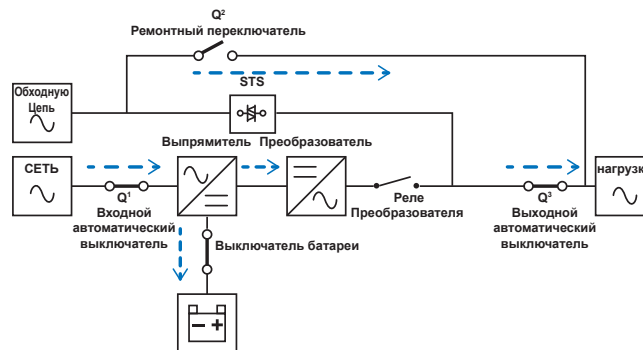 Q²
Ремонтный переключатель
STS
Обходную
Цепь
Выпрямитель
Преобразователь
СЕТЬ
нагрузк
Q¹
Входной
автоматический
выключатель
Реле
Преобразователя
Q³
Выходной
автоматический
выключатель
Выключатель батареи